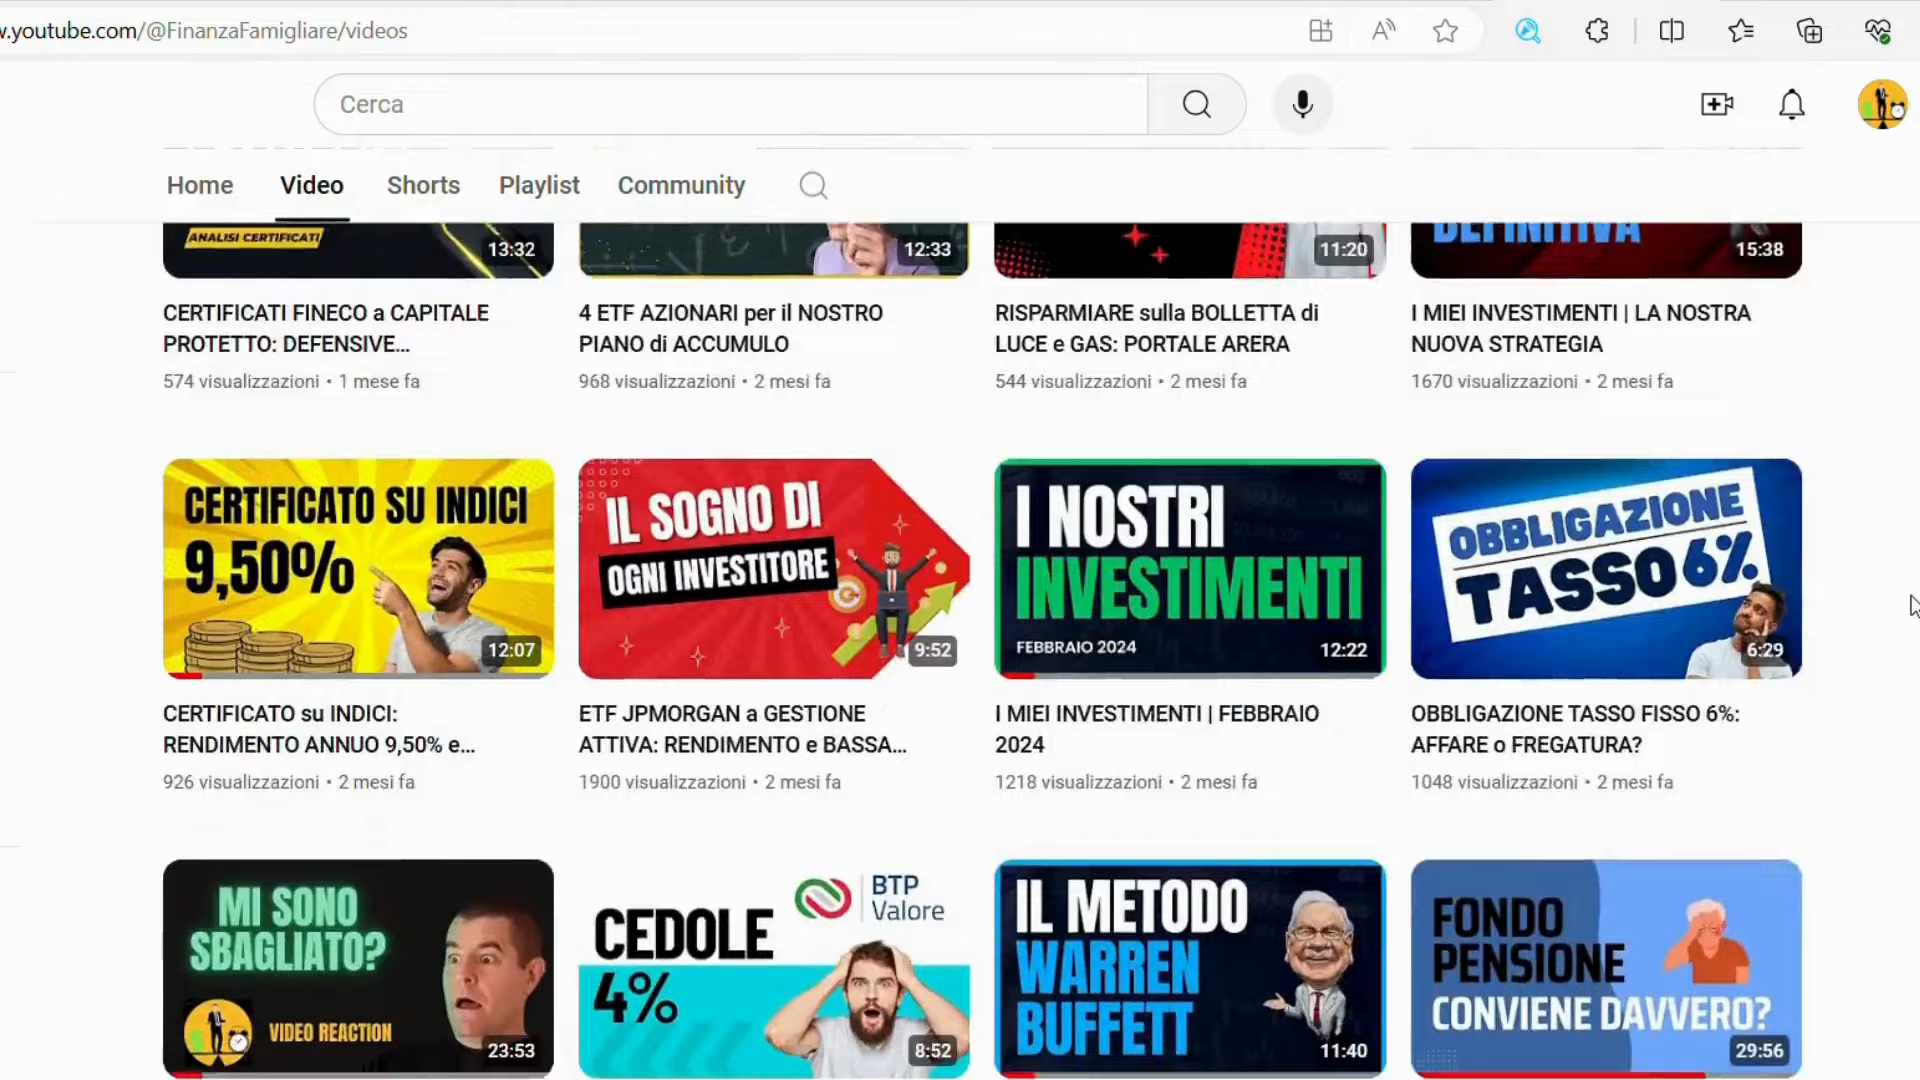 w.youtube.com/@FinanzaFamigliare/videos
Cerca
Home Video Shorts Playlist Community
ANALISI CERTIFICATI
13:32
12:33
11:20
DEFINITIVA
15:38
CERTIFICATI FINECO a CAPITALE
PROTETTO: DEFENSIVE...
574 visualizzazioni • 1 mese fa
4 ETF AZIONARI per il NOSTRO
PIANO di ACCUMULO
968 visualizzazioni • 2 mesi fa
RISPARMIARE sulla BOLLETTA di
LUCE e GAS: PORTALE ARERA
544 visualizzazioni • 2 mesi fa
I MIEI INVESTIMENTI | LA NOSTRA
NUOVA STRATEGIA
1670 visualizzazioni • 2 mesi fa
CERTIFICATO SU INDICI
9,50%
12:07
IL SOGNO DI
OGNI INVESTITORE
9:52
I NOSTRI
INVESTIMENTI
FEBBRAIO 2024
12:22
OBBLIGAZIONE
TASSO 6%
6:29
CERTIFICATO su INDICI:
RENDIMENTO ANNUO 9,50% e...
926 visualizzazioni • 2 mesi fa
ETF JPMORGAN a GESTIONE
ATTIVA: RENDIMENTO e BASSA...
1900 visualizzazioni • 2 mesi fa
I MIEI INVESTIMENTI | FEBBRAIO
2024
1218 visualizzazioni • 2 mesi fa
OBBLIGAZIONE TASSO FISSO 6%:
AFFARE o FREGATURA?
1048 visualizzazioni • 2 mesi fa
MI SONO
SBAGLIATO?
VIDEO REACTION
23:53
BTP
Valore
CEDOLE
4%
8:52
IL METODO
WARREN
BUFFETT
11:40
FONDO
PENSIONE
CONVIENE DAVVERO?
29:56